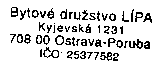 Bytové družstvo LÍPA
Kyjevská 1231
708 00 Ostrava-Poruba
IČO: 25377582